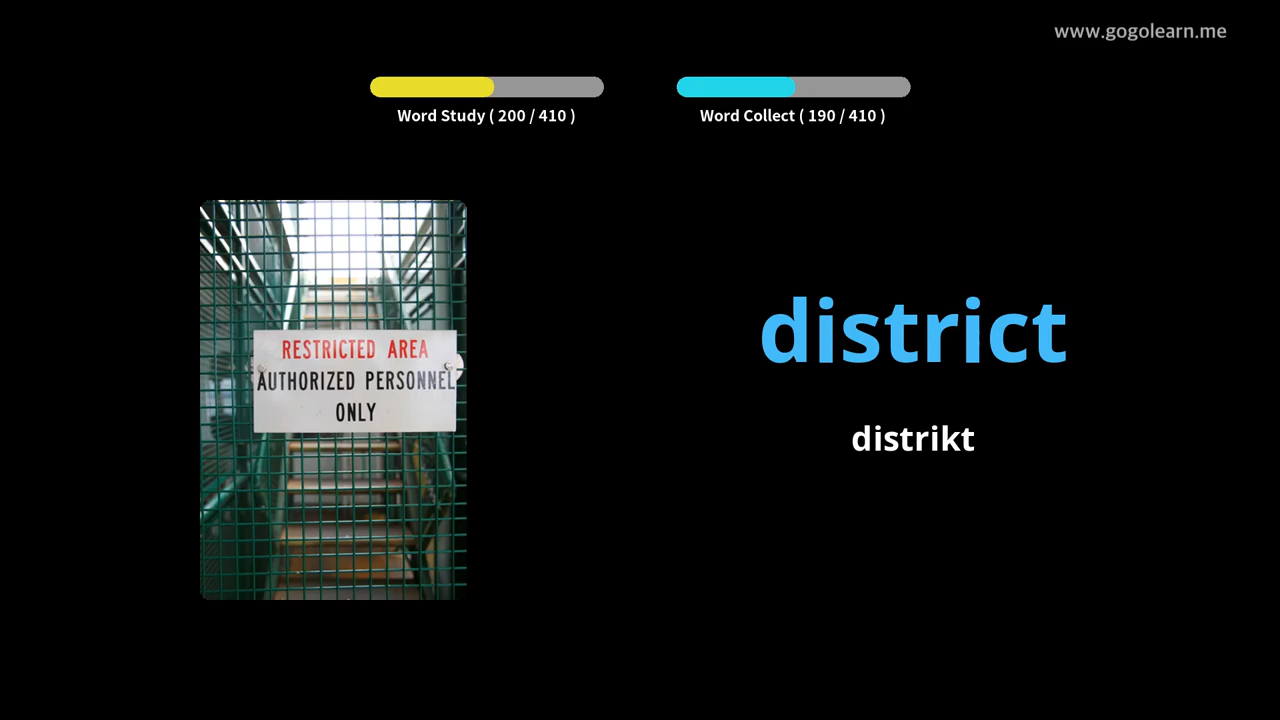 www.gogolearn.me
Word Study ( 200 / 410 )
Word Collect ( 190 / 410 )
RESTRICTED AREA
AUTHORIZED PERSONNEL
ONLY
district
distrikt